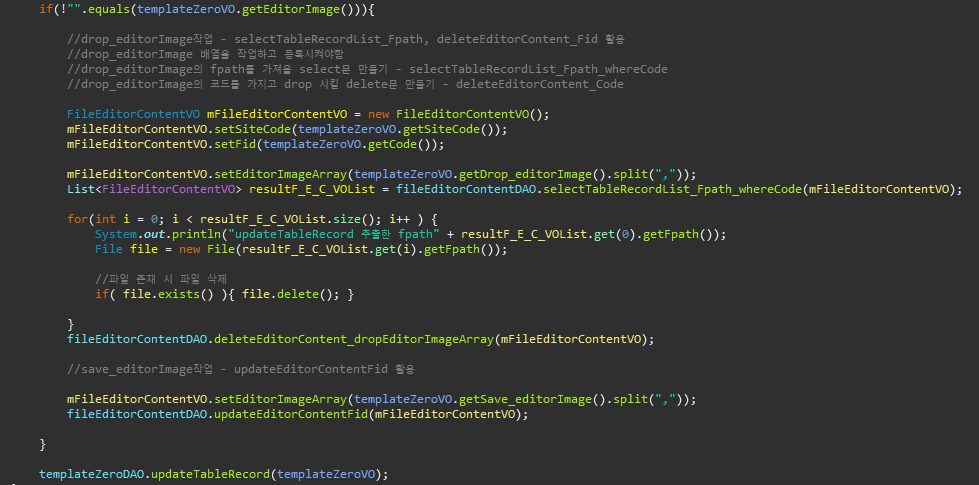 if(!"".equals(templateZeroVO.getEditorImage())){
//drop_editorImage작업 - selectTableRecordList_Fpath, deleteEditorContent_Fid 활용
//drop_editorImage 배열을 작업하고 등록시켜야함
//drop_editorImage의 fpath를 가져올 select문 만들기 - selectTableRecordList_Fpath_whereCode
//drop_editorImage의 코드를 가지고 drop 시킬 delete문 만들기 - deleteEditorContent_Code
FileEditorContentVO mFileEditorContentVO = new FileEditorContentVO();
mFileEditorContentVO.setSiteCode(templateZeroVO.getSiteCode());
mFileEditorContentVO.setFid(templateZeroVO.getCode());
mFileEditorContentVO.setEditorImageArray(templateZeroVO.getDrop_editorImage().split(","));
List<FileEditorContentVO> resultF_E_C_VOList = fileEditorContentDAO.selectTableRecordList_Fpath_whereCode(mFileEditorContentVO);
for(int i = 0; i < resultF_E_C_VOList.size(); i++ ) {
System.out.println("updateTableRecord 추출한 fpath" + resultF_E_C_VOList.get(0).getFpath());
File file = new File(resultF_E_C_VOList.get(i).getFpath());
//파일 존재 시 파일 삭제
if( file.exists() ){ file.delete(); }
}
fileEditorContentDAO.deleteEditorContent_dropEditorImageArray(mFileEditorContentVO);
//save_editorImage작업 - updateEditorContentFid 활용
mFileEditorContentVO.setEditorImageArray(templateZeroVO.getSave_editorImage().split(","));
fileEditorContentDAO.updateEditorContentFid(mFileEditorContentVO);
}
templateZeroDAO.updateTableRecord(templateZeroVO);